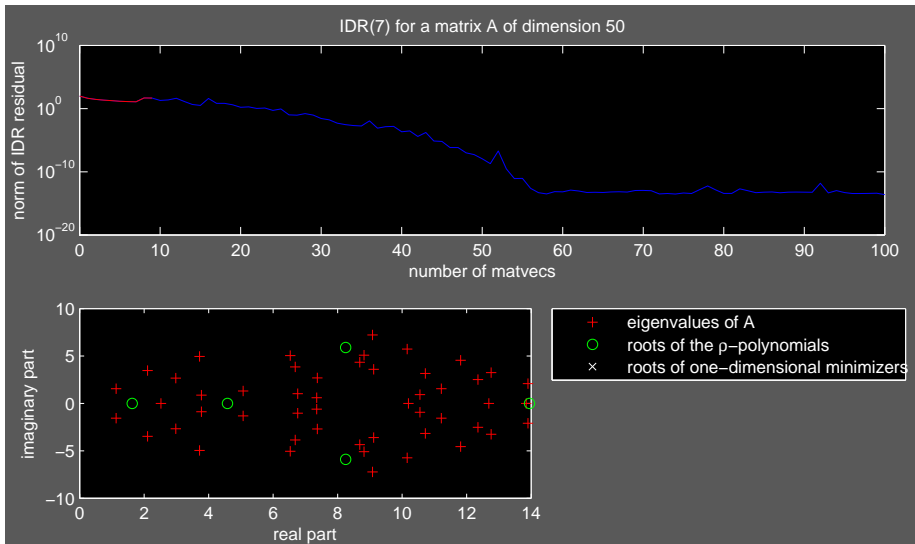 IDR(7) for a matrix A of dimension 50
norm of IDR residual
10^10
10^0
10^−10
10^−20
0 10 20 30 40 50 60 70 80 90 100
number of matvecs
imaginary part
10
5
0
−5
−10
0 2 4 6 8 10 12 14
real part
eigenvalues of A
roots of the ρ−polynomials
roots of one−dimensional minimizers